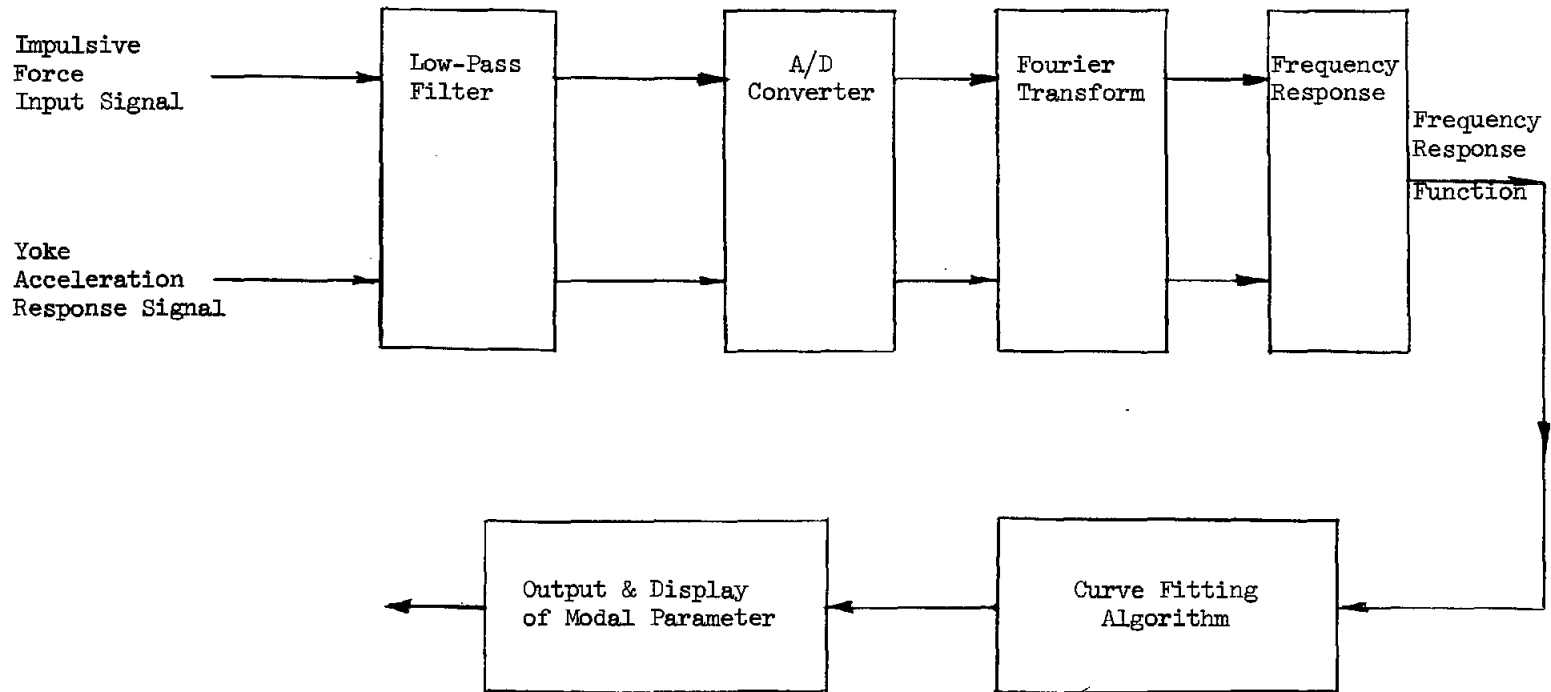 Impulsive
Force
Input Signal
Low-Pass
Filter
A/D
Converter
Fourier
Transform
Frequency
Response
Frequency
Response
Function
Yoke
Acceleration
Response Signal
Output & Display
of Modal Parameter
Curve Fitting
Algorithm